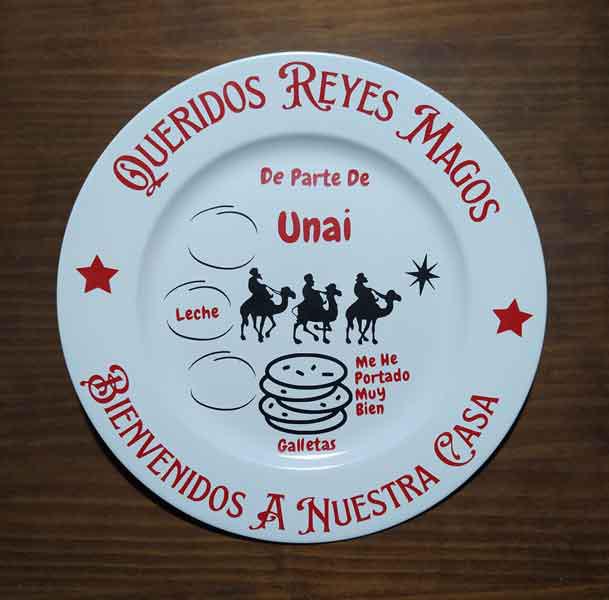 Queridos Reyes Magos
De Parte De
Unai
Leche
Me He
Portado
Muy
Bien
Galletas
Bienvenidos A Nuestra Casa